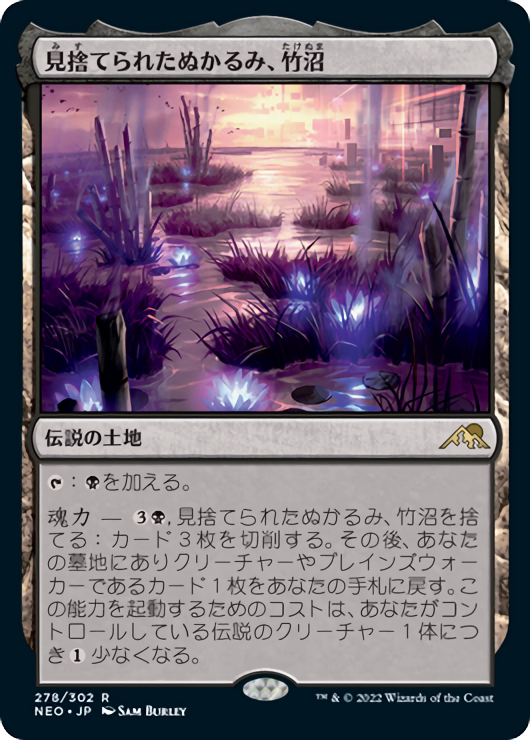 見捨てられたぬかるみ、竹沼
伝説の土地
：を加える。
魂力 ― 3, 見捨てられたぬかるみ、竹沼を捨
てる：カード３枚を切削する。その後、あなた
の墓地にありクリーチャーやプレインズウォ
ーカーであるカード１枚をあなたの手札に戻す。こ
の能力を起動するためのコストは、あなたがコント
ロールしている伝説のクリーチャー１体につ
き 1 少なくなる。
278/302 R
NEO • JP SAM BURLEY
™ & © 2022 Wizards of the Coast